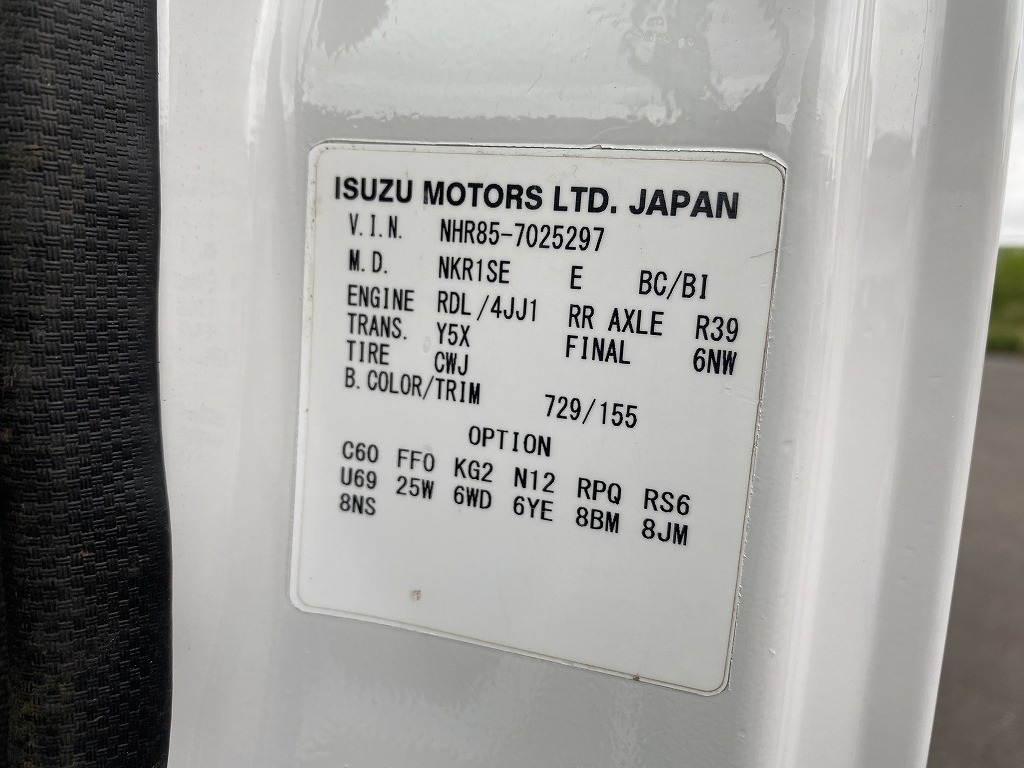 ISUZU MOTORS LTD. JAPAN
V.I.N. NHR85-7025297
M.D. NKR1SE E BC/BI
ENGINE RDL/4JJ1 RR AXLE R39
TRANS. Y5X FINAL 6NW
TIRE CWJ
B.COLOR/TRIM 729/155
OPTION
C60 FF0 KG2 N12 RPQ RS6
U69 25W 6WD 6YE 8BM 8JM
8NS